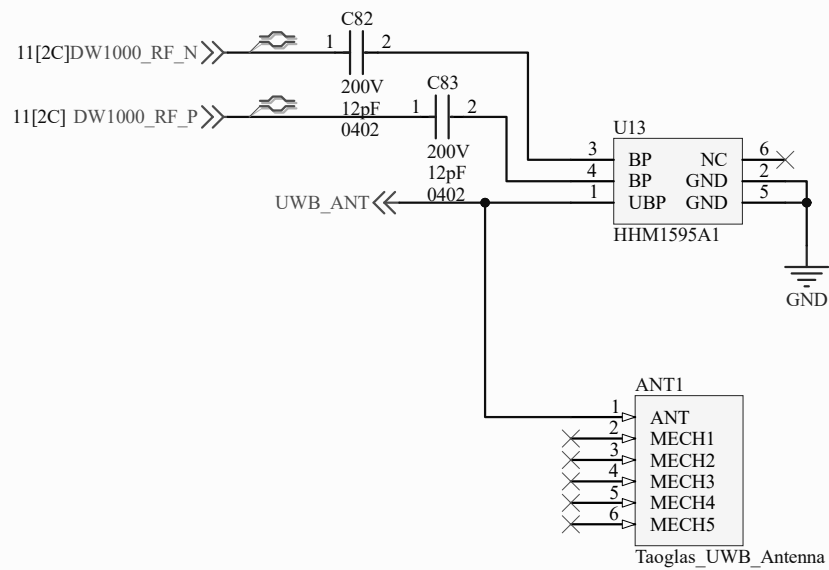 C82
1 2
11[2C]DW1000_RF_N
200V
12pF
0402
C83
1 2
11[2C] DW1000_RF_P
200V
12pF
0402
U13
3 BP NC 6
4 BP GND 2
1 UBP GND 5
HHM1595A1
UWB_ANT
GND
ANT1
1 ANT
2 MECH1
3 MECH2
4 MECH3
5 MECH4
6 MECH5
Taoglas_UWB_Antenna